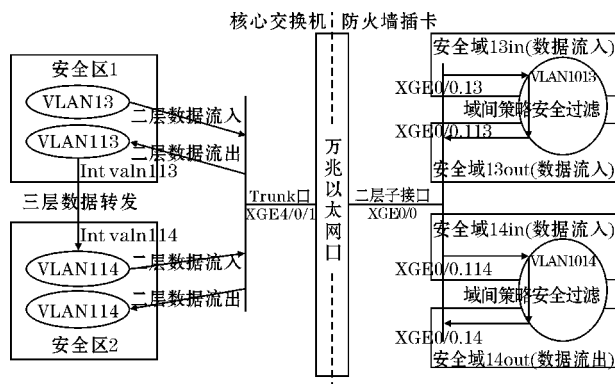 核心交换机
防火墙插卡
安全区1
VLAN13
二层数据流入
VLAN113
二层数据流出
Int valn113
三层数据转发
Int valn114
VLAN114
二层数据流入
二层数据流出
VLAN114
安全区2
Trunk口
XGE4/0/1
万兆以太网口
二层子接口
XGE0/0
安全域13in(数据流入)
VLAN1013
XGE0/0.13
域间策略安全过滤
XGE0/0.113
安全域13out(数据流入)
安全域14in(数据流入)
VLAN1014
XGE0/0.114
域间策略安全过滤
XGE0/0.14
安全域14out(数据流出)